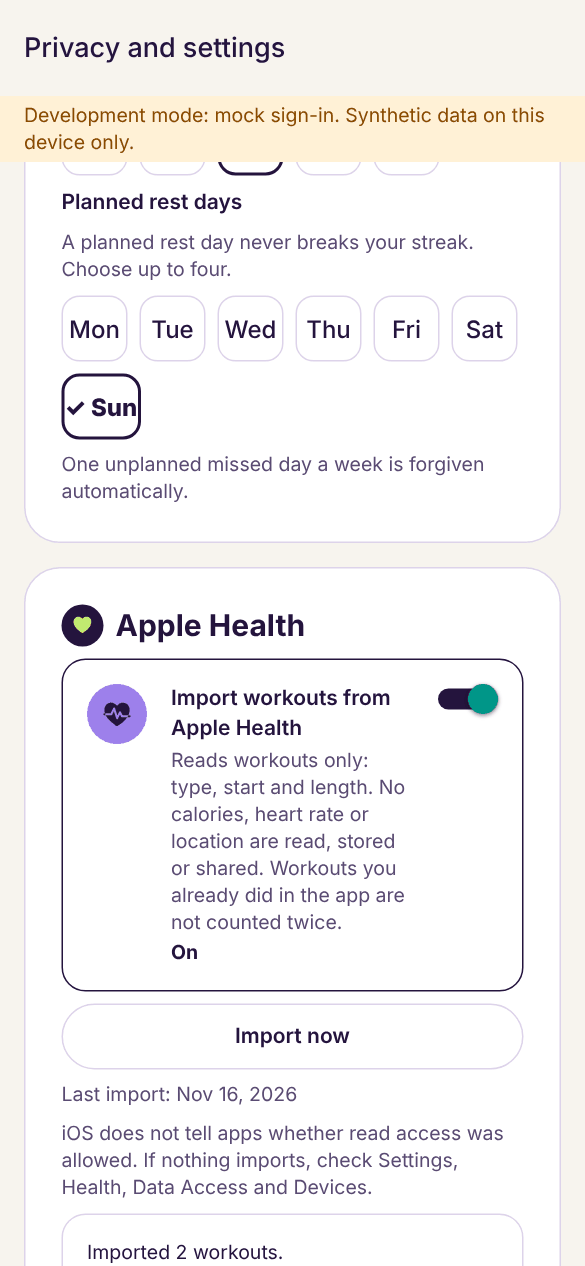 Privacy and settings
Development mode: mock sign-in. Synthetic data on this
device only.
Planned rest days
A planned rest day never breaks your streak.
Choose up to four.
Mon Tue Wed Thu Fri Sat
✓ Sun
One unplanned missed day a week is forgiven
automatically.
Apple Health
Import workouts from
Apple Health
Reads workouts only:
type, start and length. No
calories, heart rate or
location are read, stored
or shared. Workouts you
already did in the app are
not counted twice.
On
Import now
Last import: Nov 16, 2026
iOS does not tell apps whether read access was
allowed. If nothing imports, check Settings,
Health, Data Access and Devices.
Imported 2 workouts.